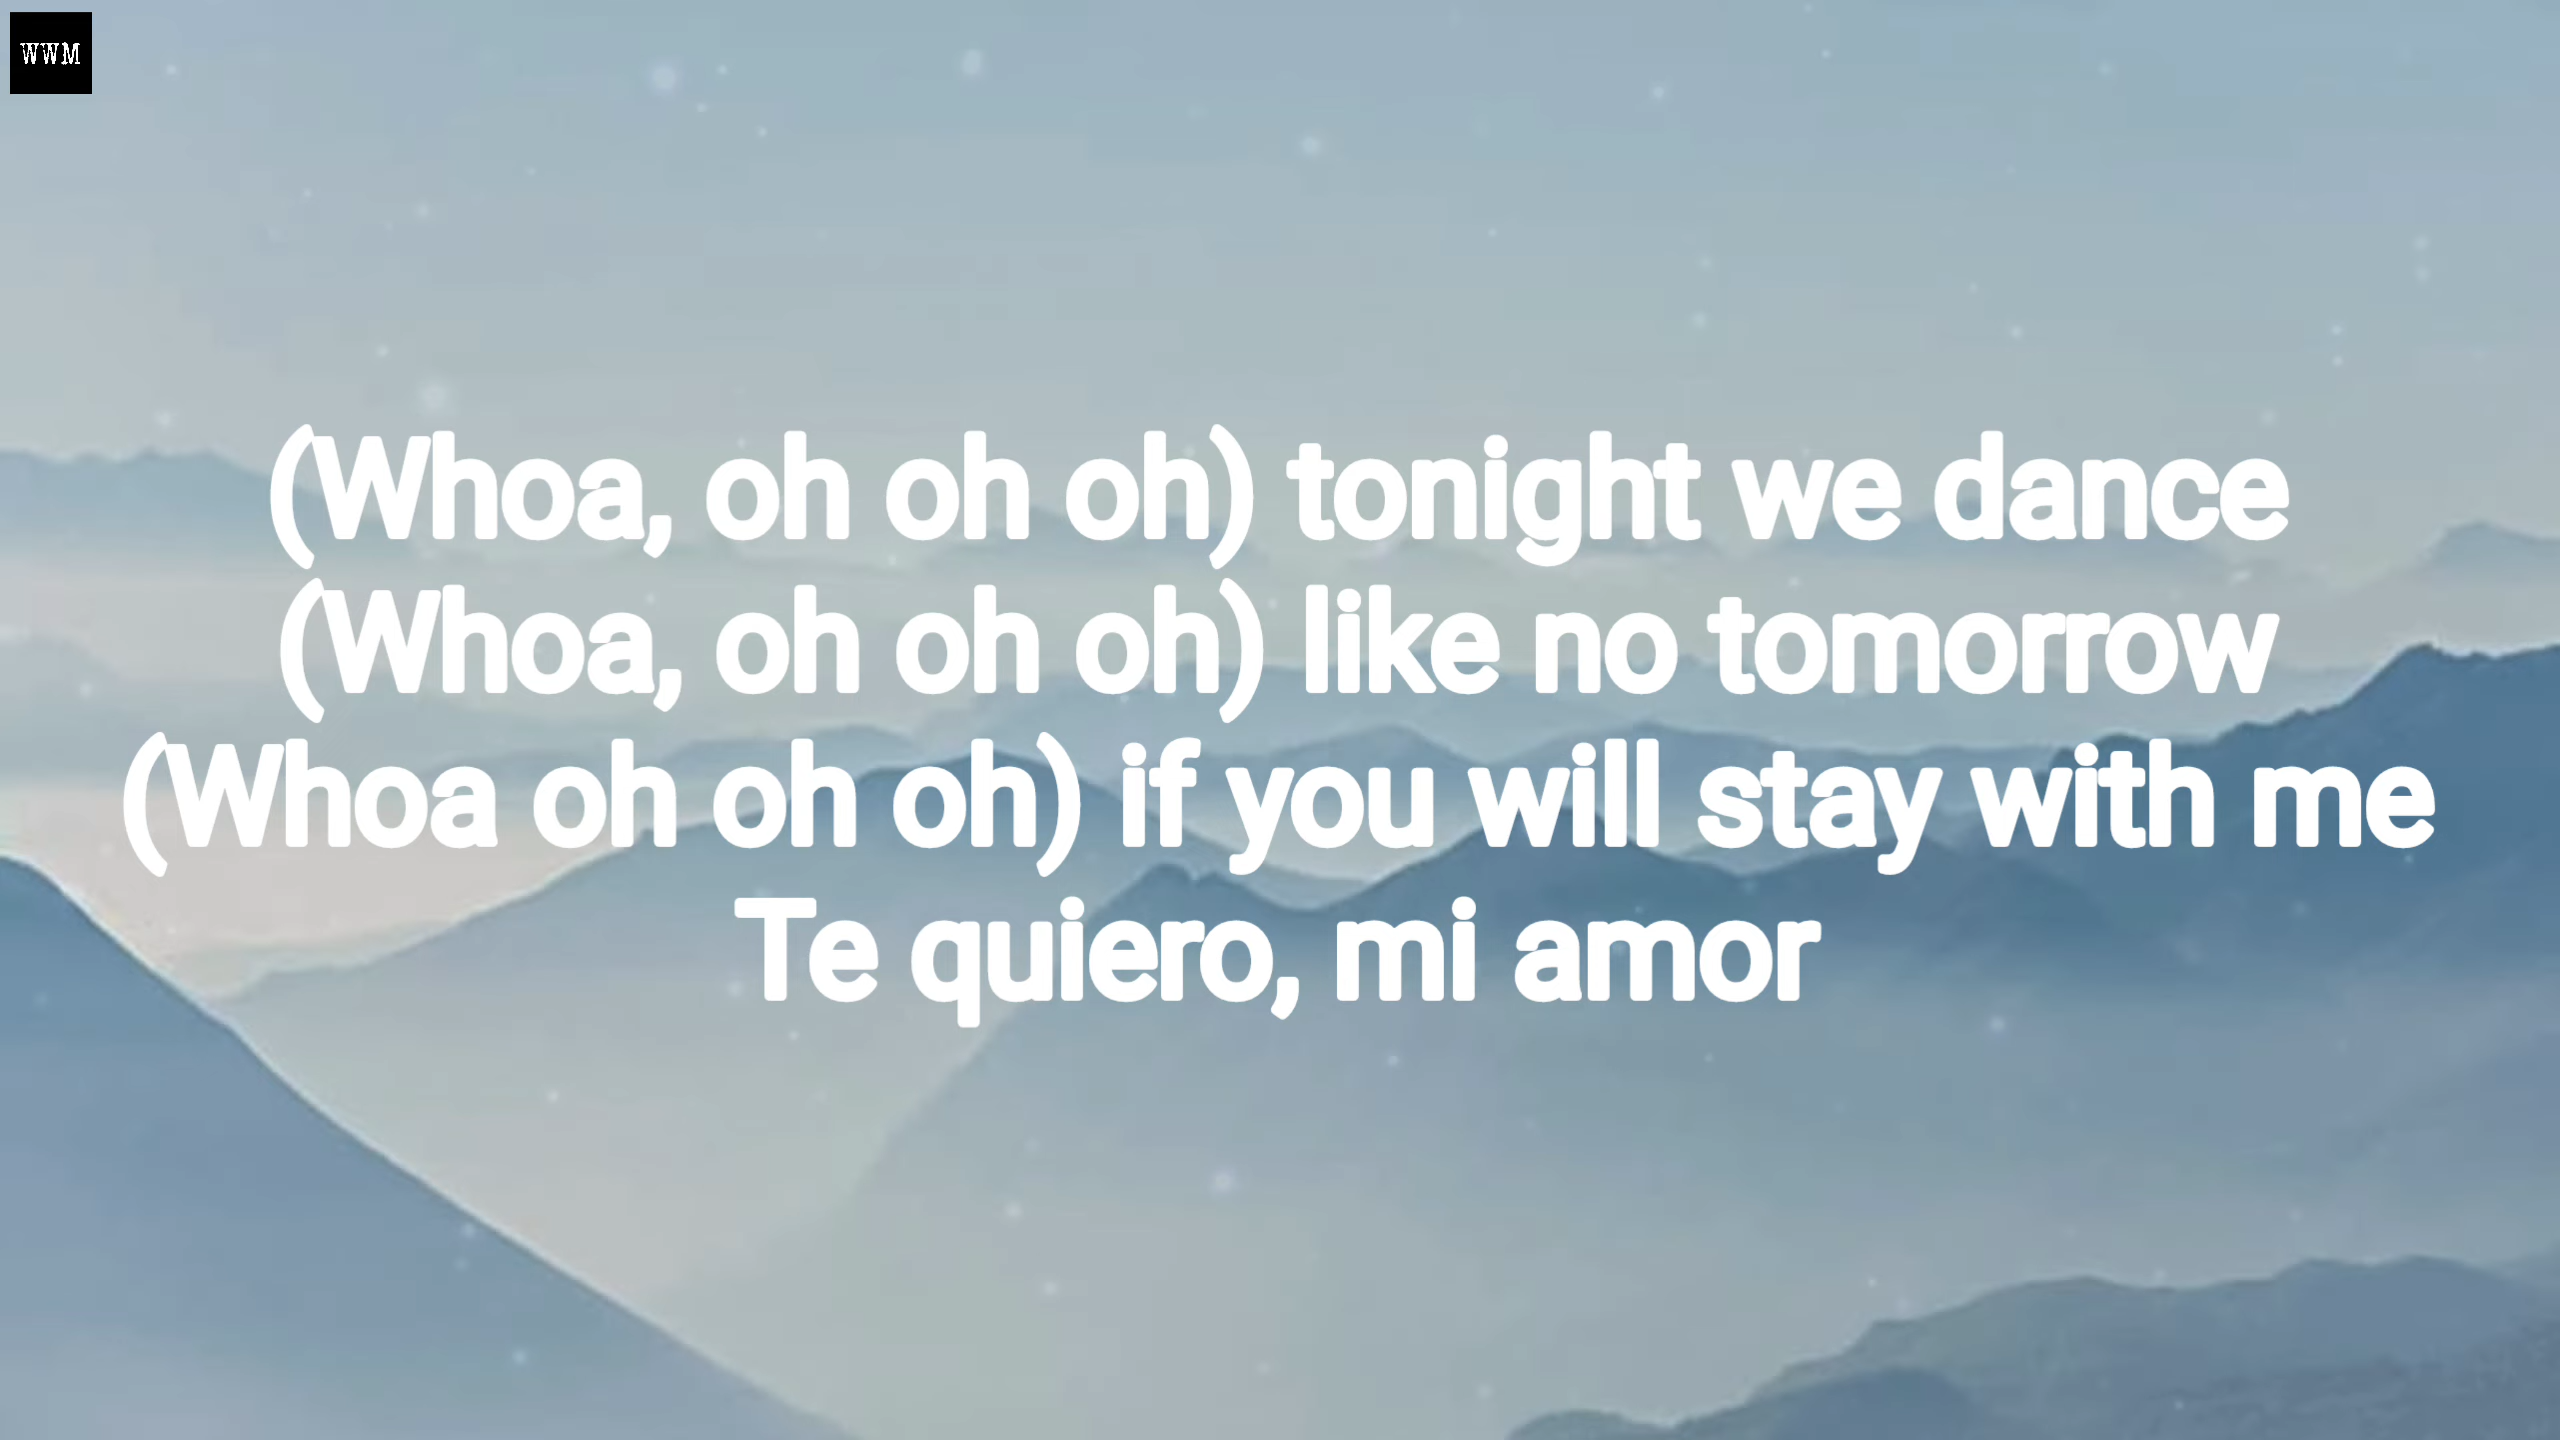 WWM
(Whoa, oh oh oh) tonight we dance
(Whoa, oh oh oh) like no tomorrow
(Whoa oh oh oh) if you will stay with me
Te quiero, mi amor